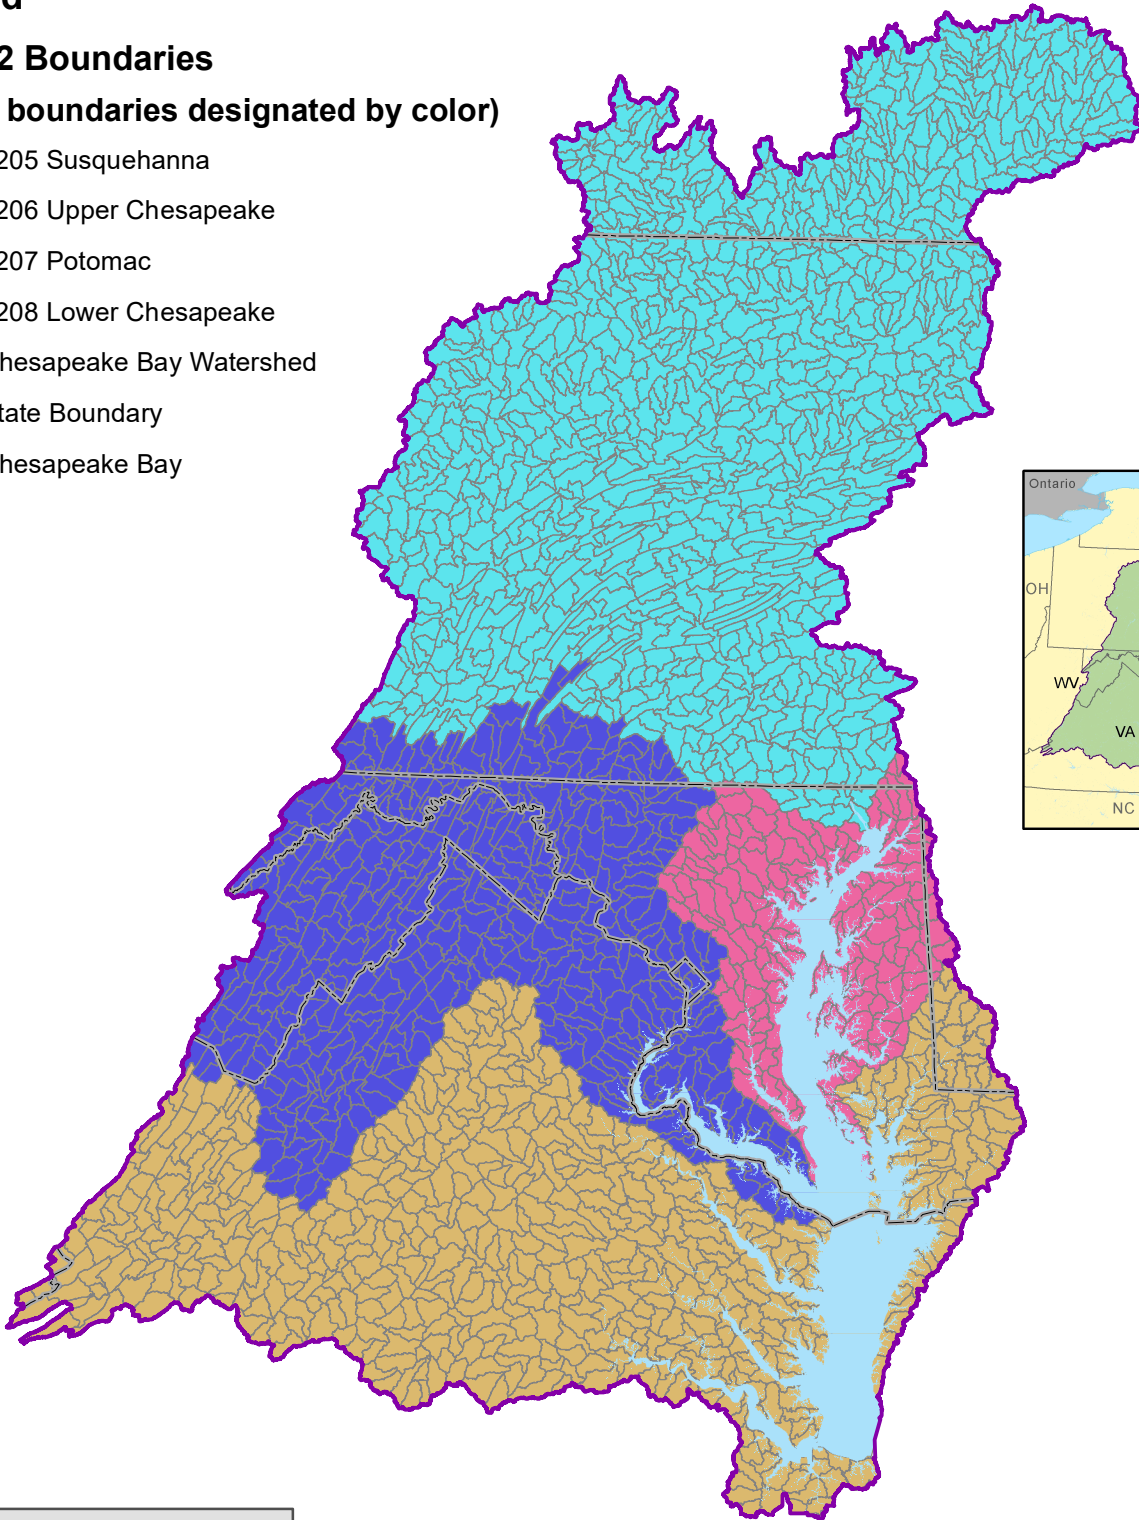 d
2 Boundaries
boundaries designated by color)
205 Susquehanna
206 Upper Chesapeake
207 Potomac
208 Lower Chesapeake
hesapeake Bay Watershed
tate Boundary
hesapeake Bay
Ontario
OH
WV
VA
NC